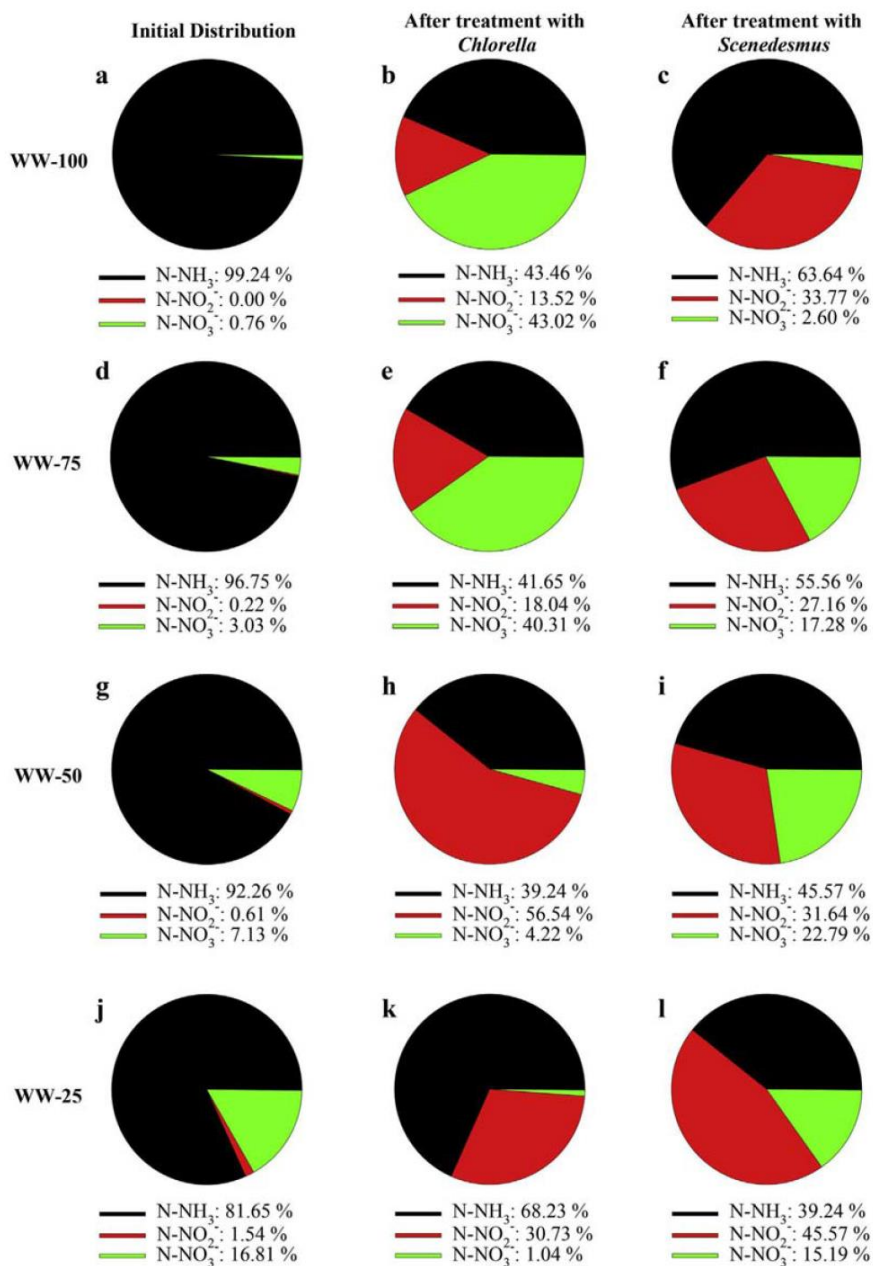 Initial Distribution
After treatment with
Chlorella
After treatment with
Scenedesmus
a
b
c
WW-100
N-NH₃: 99.24 %
N-NO₂⁻: 0.00 %
N-NO₃⁻: 0.76 %
N-NH₃: 43.46 %
N-NO₂⁻: 13.52 %
N-NO₃⁻: 43.02 %
N-NH₃: 63.64 %
N-NO₂⁻: 33.77 %
N-NO₃⁻: 2.60 %
d
e
f
WW-75
N-NH₃: 96.75 %
N-NO₂⁻: 0.22 %
N-NO₃⁻: 3.03 %
N-NH₃: 41.65 %
N-NO₂⁻: 18.04 %
N-NO₃⁻: 40.31 %
N-NH₃: 55.56 %
N-NO₂⁻: 27.16 %
N-NO₃⁻: 17.28 %
g
h
i
WW-50
N-NH₃: 92.26 %
N-NO₂⁻: 0.61 %
N-NO₃⁻: 7.13 %
N-NH₃: 39.24 %
N-NO₂⁻: 56.54 %
N-NO₃⁻: 4.22 %
N-NH₃: 45.57 %
N-NO₂⁻: 31.64 %
N-NO₃⁻: 22.79 %
j
k
l
WW-25
N-NH₃: 81.65 %
N-NO₂⁻: 1.54 %
N-NO₃⁻: 16.81 %
N-NH₃: 68.23 %
N-NO₂⁻: 30.73 %
N-NO₃⁻: 1.04 %
N-NH₃: 39.24 %
N-NO₂⁻: 45.57 %
N-NO₃⁻: 15.19 %